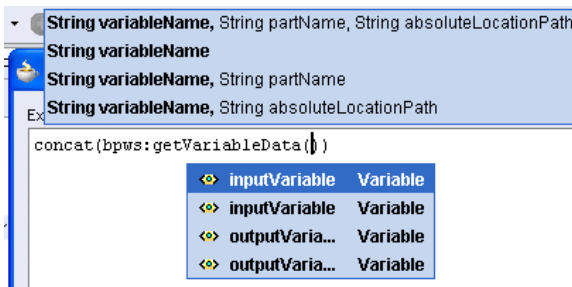 String variableName, String partName, String absoluteLocationPath
String variableName
String variableName, String partName
String variableName, String absoluteLocationPath
Ex
concat(bpws:getVariableData())
inputVariable Variable
inputVariable Variable
outputVaria... Variable
outputVaria... Variable